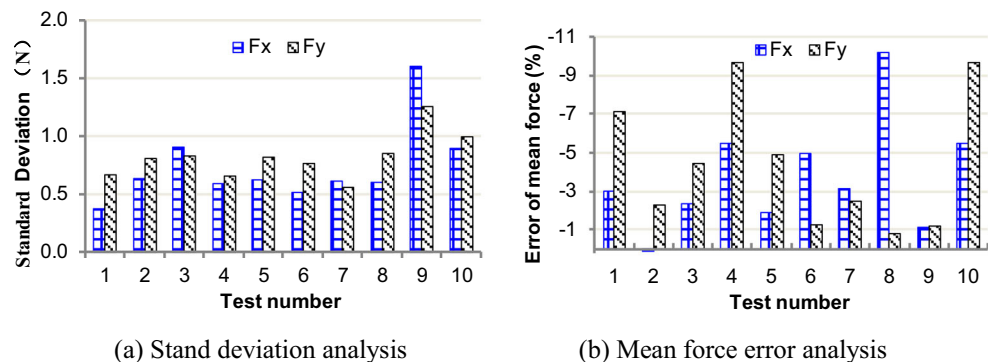 2.0
1.5
1.0
0.5
0.0
Standard Deviation （N）
Fx
Fy
1 2 3 4 5 6 7 8 9 10
Test number
(a) Stand deviation analysis
-11
-9
-7
-5
-3
-1
Error of mean force (%)
Fx
Fy
1 2 3 4 5 6 7 8 9 10
Test number
(b) Mean force error analysis